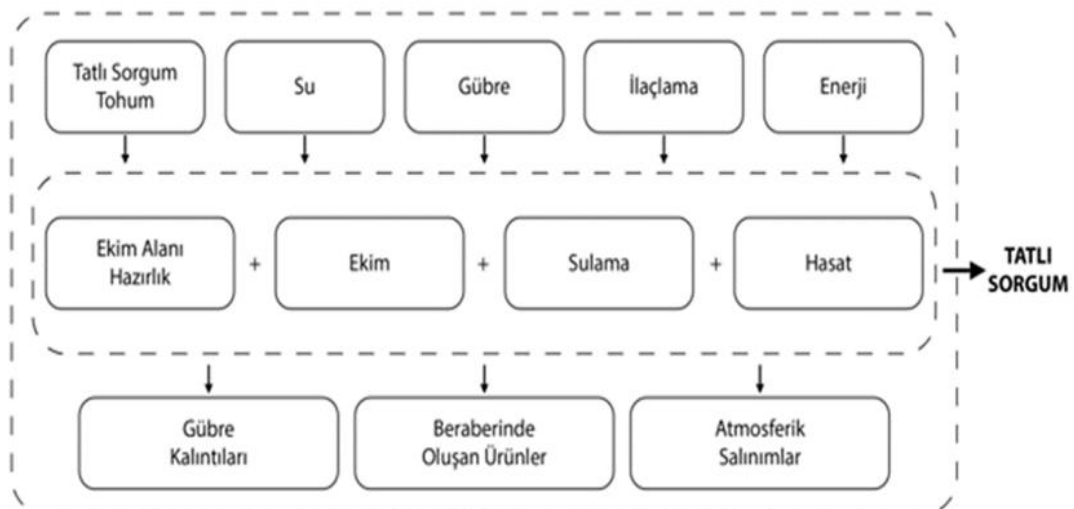 Tatlı Sorgum
Tohum
Su
Gübre
İlaçlama
Enerji
Ekim Alanı
Hazırlık
+
Ekim
+
Sulama
+
Hasat
TATLI
SORGUM
Gübre
Kalıntıları
Beraberinde
Oluşan Ürünler
Atmosferik
Salınımlar